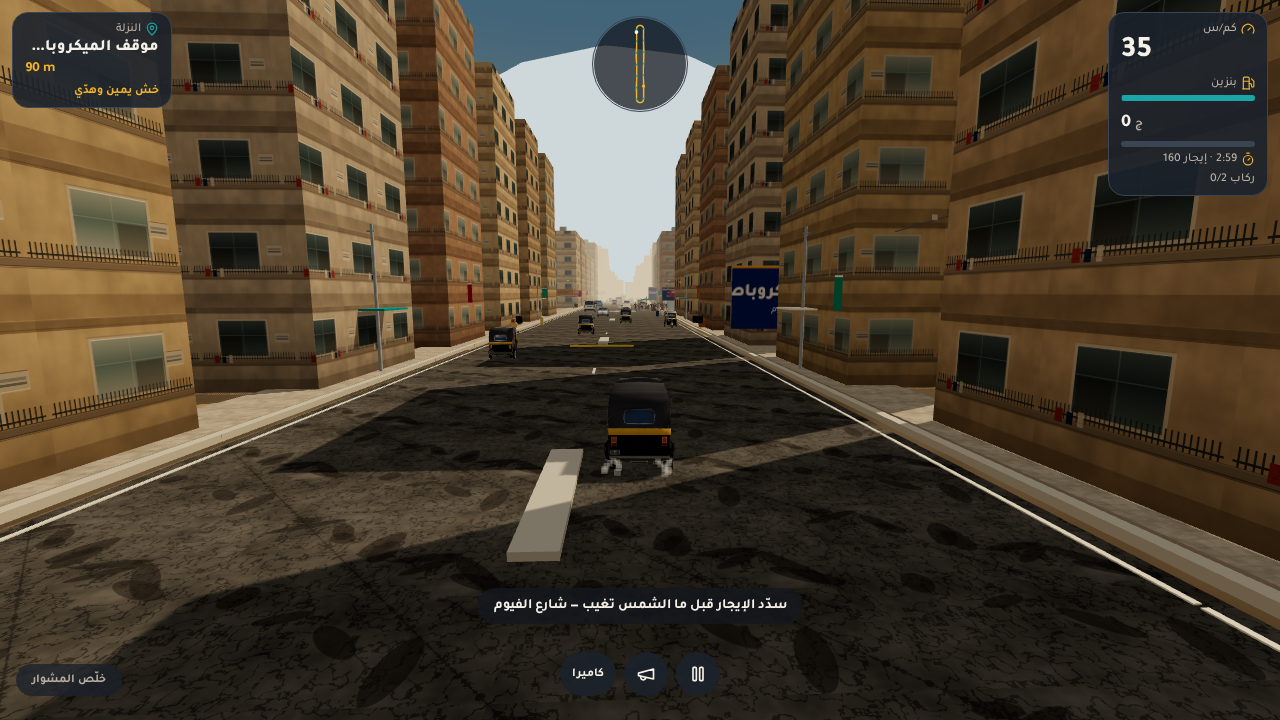 النزلة
موقف الميكروبا...
90 m
خش يمين وهدّي
كم/س
35
بنزين
0 ج
2:59 · إيجار 160
ركاب 0/2
كروباص
سدّد الإيجار قبل ما الشمس تغيب – شارع الفيوم
كاميرا
خلّص المشوار